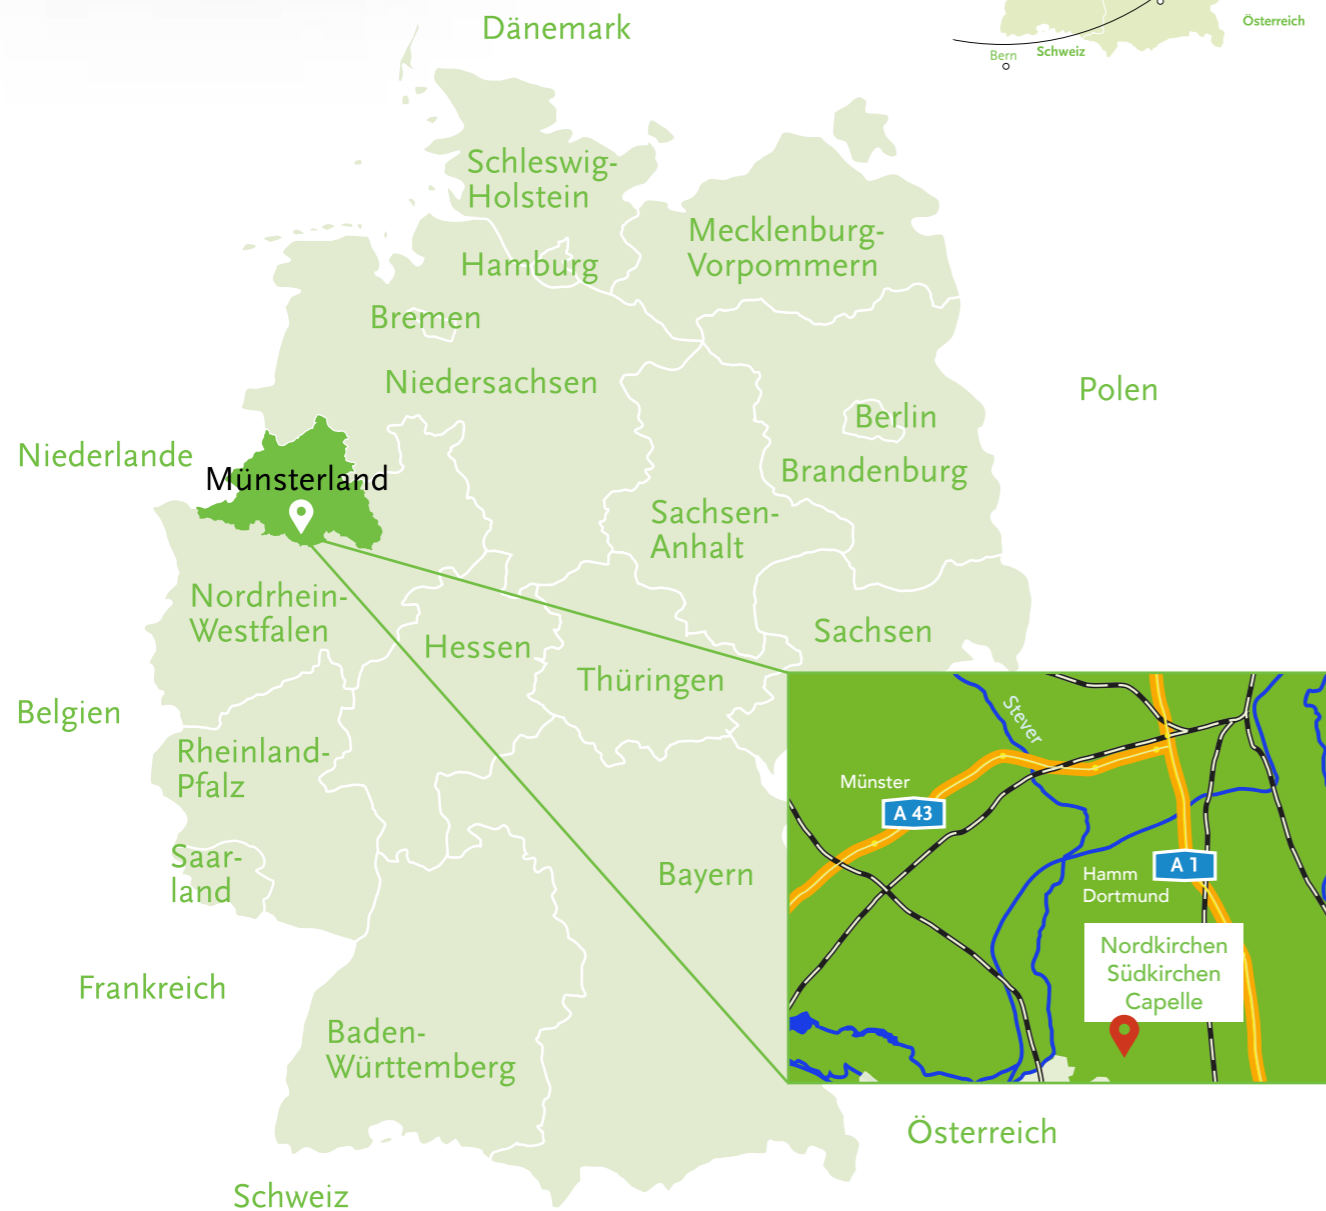 Dänemark
Österreich
Bern
Schweiz
Schleswig-
Holstein
Mecklenburg-
Vorpommern
Hamburg
Bremen
Niedersachsen
Polen
Berlin
Niederlande
Münsterland
Brandenburg
Sachsen-
Anhalt
Nordrhein-
Westfalen
Hessen
Sachsen
Thüringen
Belgien
Rheinland-
Pfalz
Stever
Münster
A 43
Saar-
land
Bayern
A 1
Hamm
Dortmund
Nordkirchen
Südkirchen
Capelle
Frankreich
Baden-
Württemberg
Österreich
Schweiz